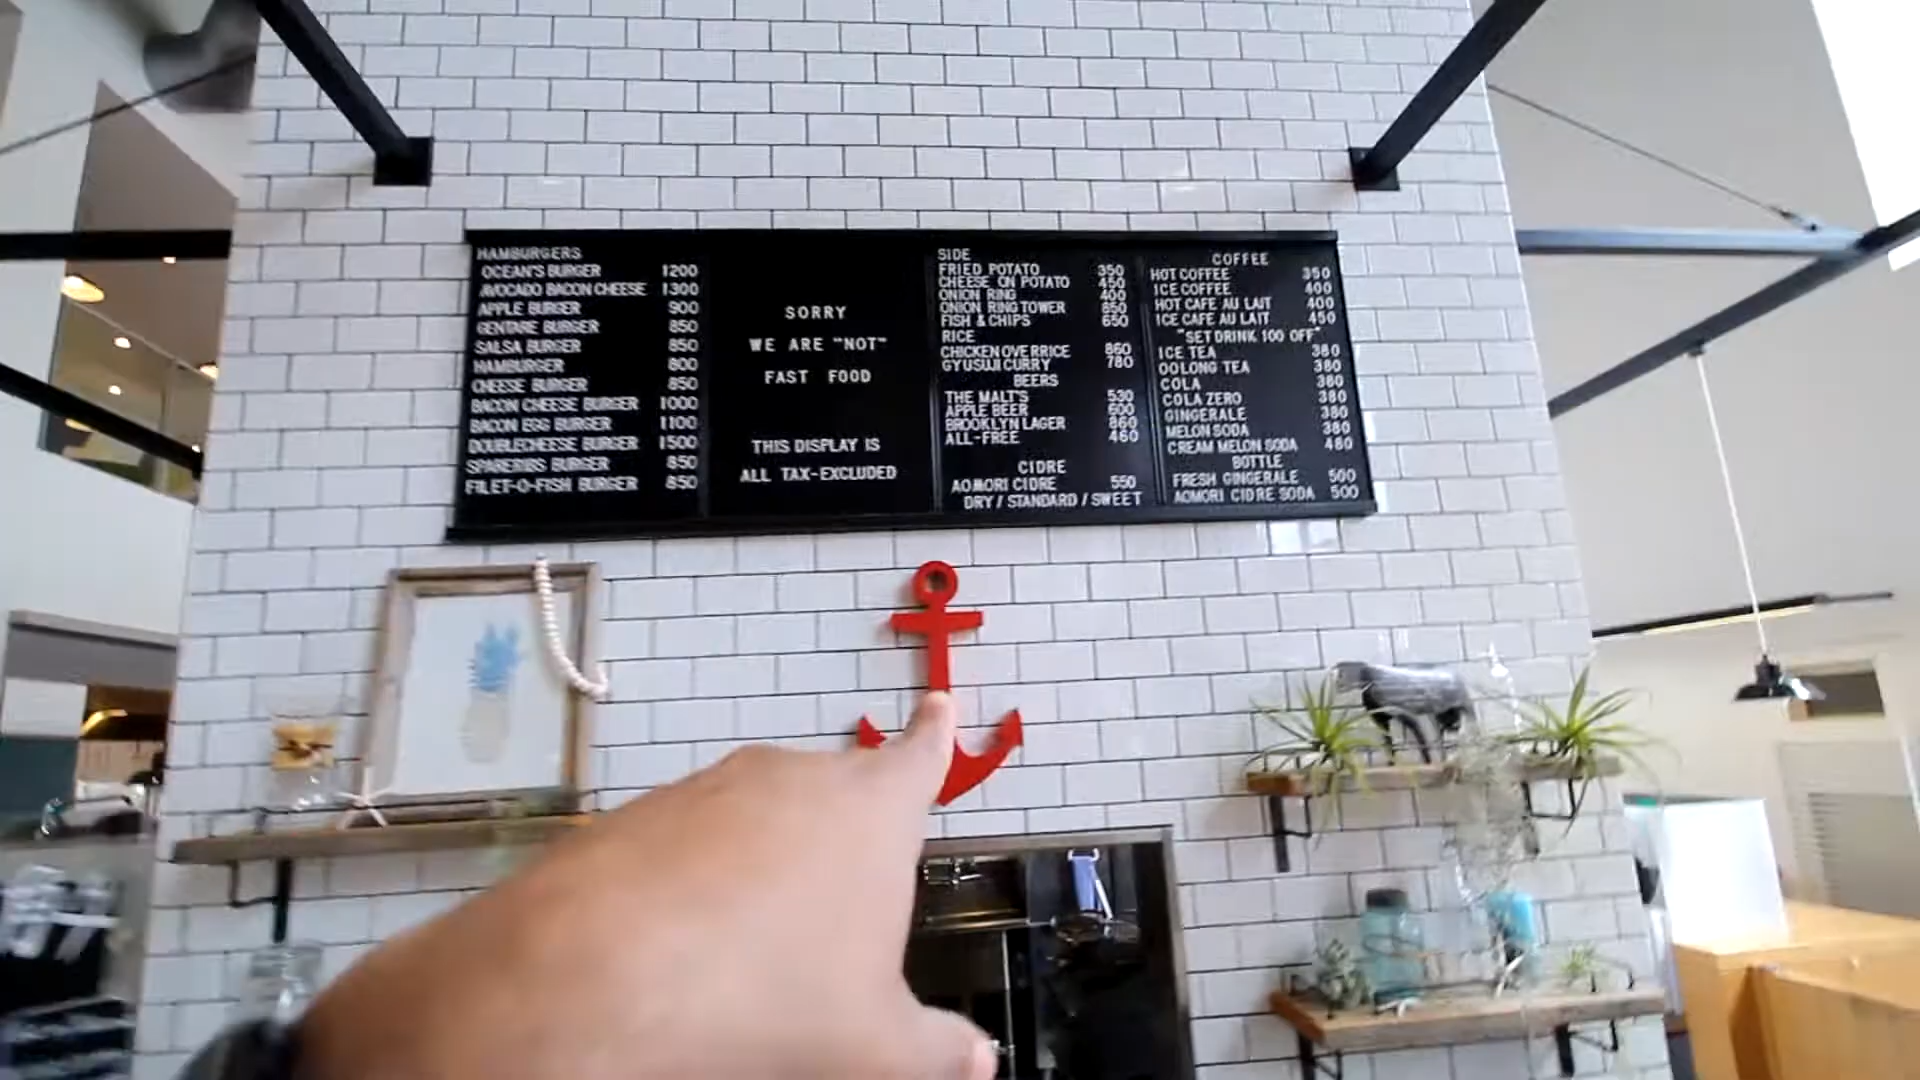 HAMBURGERS
OCEAN'S BURGER 1200
AVOCADO BACON CHEESE 1300
APPLE BURGER 900
GENTARE BURGER 850
SALSA BURGER 850
HAMBURGER 800
CHEESE BURGER 850
BACON CHEESE BURGER 1000
BACON EGG BURGER 1100
DOUBLECHEESE BURGER 1500
SPARERIBS BURGER 850
FILET-O-FISH BURGER 850
SORRY
WE ARE "NOT"
FAST FOOD
THIS DISPLAY IS
ALL TAX-EXCLUDED
SIDE
FRIED POTATO 350
CHEESE ON POTATO 450
ONION RING 400
ONION RING TOWER 850
FISH & CHIPS 650
RICE
CHICKEN OVER RICE 860
GYUSUJI CURRY 780
BEERS
THE MALT'S 530
APPLE BEER 600
BROOKLYN LAGER 860
ALL-FREE 460
CIDRE
AOMORI CIDRE 550
DRY / STANDARD / SWEET
COFFEE
HOT COFFEE 350
ICE COFFEE 400
HOT CAFE AU LAIT 400
ICE CAFE AU LAIT 450
"SET DRINK 100 OFF"
ICE TEA 380
OOLONG TEA 380
COLA 380
COLA ZERO 380
GINGERALE 380
MELON SODA 380
CREAM MELON SODA 480
BOTTLE
FRESH GINGERALE 500
AOMORI CIDRE SODA 500